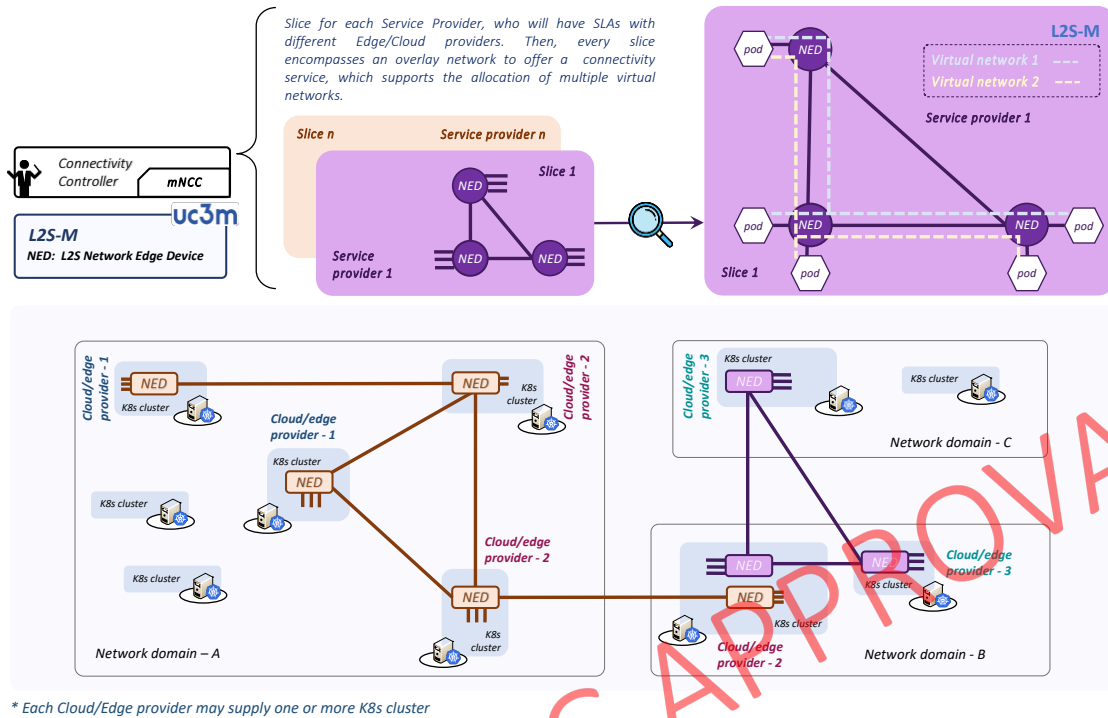 Slice for each Service Provider, who will have SLAs with
different Edge/Cloud providers. Then, every slice
encompasses an overlay network to offer a connectivity
service, which supports the allocation of multiple virtual
networks.
Connectivity
Controller
mNCC
uc3m
L2S-M
NED: L2S Network Edge Device
Slice n
Service provider n
Slice 1
NED
NED
NED
Service
provider 1
L2S-M
pod
NED
Virtual network 1
Virtual network 2
Service provider 1
pod
NED
NED
pod
Slice 1
pod
pod
Cloud/edge
provider - 1
NED
K8s cluster
NED
K8s
cluster
Cloud/edge
provider - 2
Cloud/edge
provider - 1
K8s cluster
NED
K8s cluster
K8s cluster
Cloud/edge
provider - 2
NED
K8s
cluster
Network domain – A
Cloud/edge
provider - 3
K8s cluster
NED
K8s cluster
Network domain - C
NED
NED
K8s cluster
Cloud/edge
provider - 2
NED
K8s cluster
Cloud/edge
provider - 3
Network domain - B
* Each Cloud/Edge provider may supply one or more K8s cluster